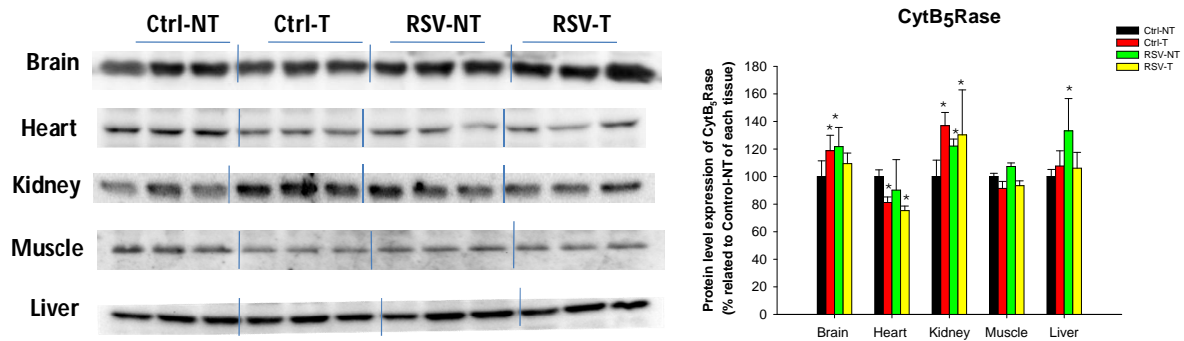 Ctrl-NT Ctrl-T RSV-NT RSV-T
Brain
Heart
Kidney
Muscle
Liver
CytB5Rase
Ctrl-NT
Ctrl-T
RSV-NT
RSV-T
Protein level expression of CytB5Rase
(% related to Control-NT of each tissue)
180
160
140
120
100
80
60
40
20
0
* * * * * * * *
Brain Heart Kidney Muscle Liver